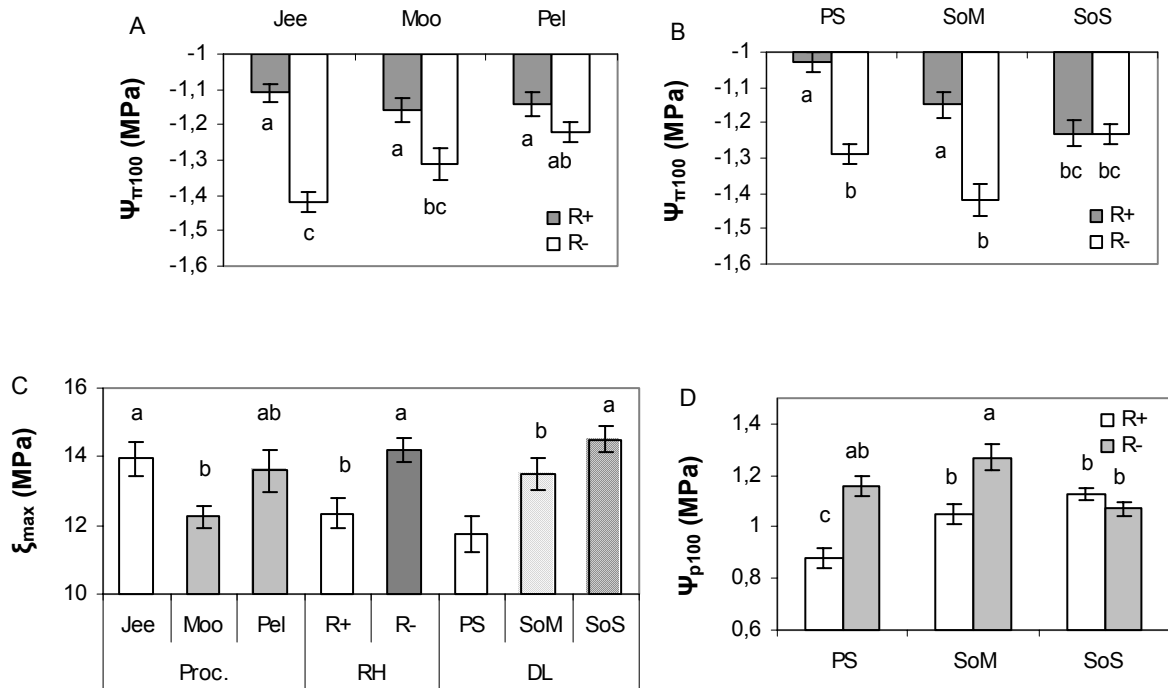 A
Jee Moo Pel
-1
-1,1
-1,2
-1,3
-1,4
-1,5
-1,6
Ψπ100 (MPa)
a c a bc a ab
R+
R-
B
PS SoM SoS
-1
-1,1
-1,2
-1,3
-1,4
-1,5
-1,6
Ψπ100 (MPa)
a b a b bc bc
R+
R-
C
16
14
12
10
ξmax (MPa)
a b ab b a b a
Jee Moo Pel R+ R- PS SoM SoS
Proc. RH DL
D
1,4
1,2
1
0,8
0,6
Ψp100 (MPa)
c ab b a b b
R+
R-
PS SoM SoS